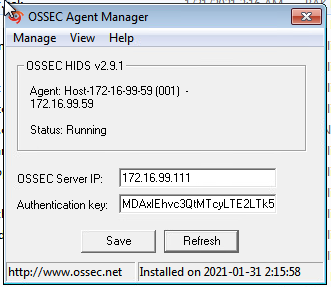 OSSEC Agent Manager
Manage View Help
OSSEC HIDS v2.9.1
Agent: Host-172-16-99-59 (001) -
172.16.99.59
Status: Running
OSSEC Server IP: 172.16.99.111
Authentication key: MDAxIEhvc3QtMTcyLTE2LTk5
Save Refresh
http://www.ossec.net Installed on 2021-01-31 2:15:58